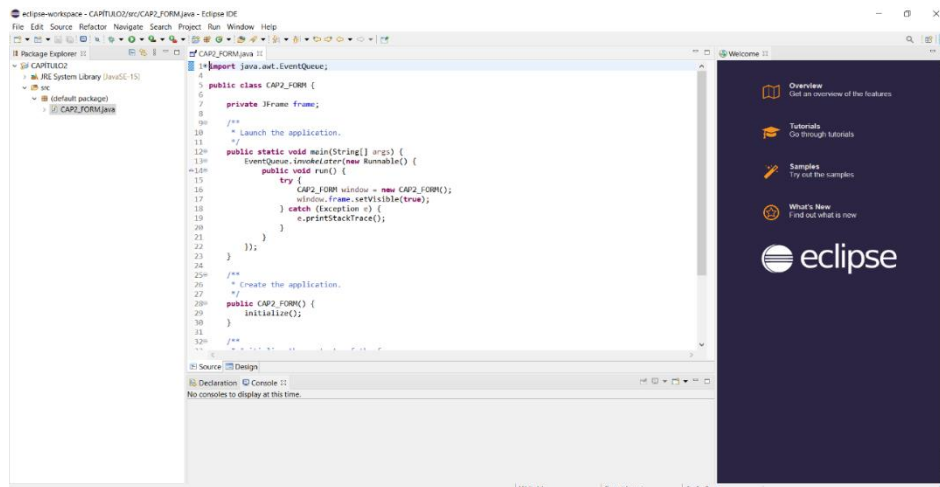 eclipse-workspace - CAPÍTULO2/src/CAP2_FORM.java - Eclipse IDE
File Edit Source Refactor Navigate Search Project Run Window Help
Package Explorer
CAPÍTULO2
JRE System Library [JavaSE-15]
src
(default package)
CAP2_FORM.java
CAP2_FORM.java
1 import java.awt.EventQueue;
4
5 public class CAP2_FORM {
6
7 private JFrame frame;
8
9 /**
10 * Launch the application.
11 */
12 public static void main(String[] args) {
13 EventQueue.invokeLater(new Runnable() {
14 public void run() {
15 try {
16 CAP2_FORM window = new CAP2_FORM();
17 window.frame.setVisible(true);
18 } catch (Exception e) {
19 e.printStackTrace();
20 }
21 }
22 });
23 }
24
25 /**
26 * Create the application.
27 */
28 public CAP2_FORM() {
29 initialize();
30 }
31
32 /**
Source Design
Declaration Console
No consoles to display at this time.
Welcome
Overview
Get an overview of the features
Tutorials
Go through tutorials
Samples
Try out the samples
What's New
Find out what is new
eclipse